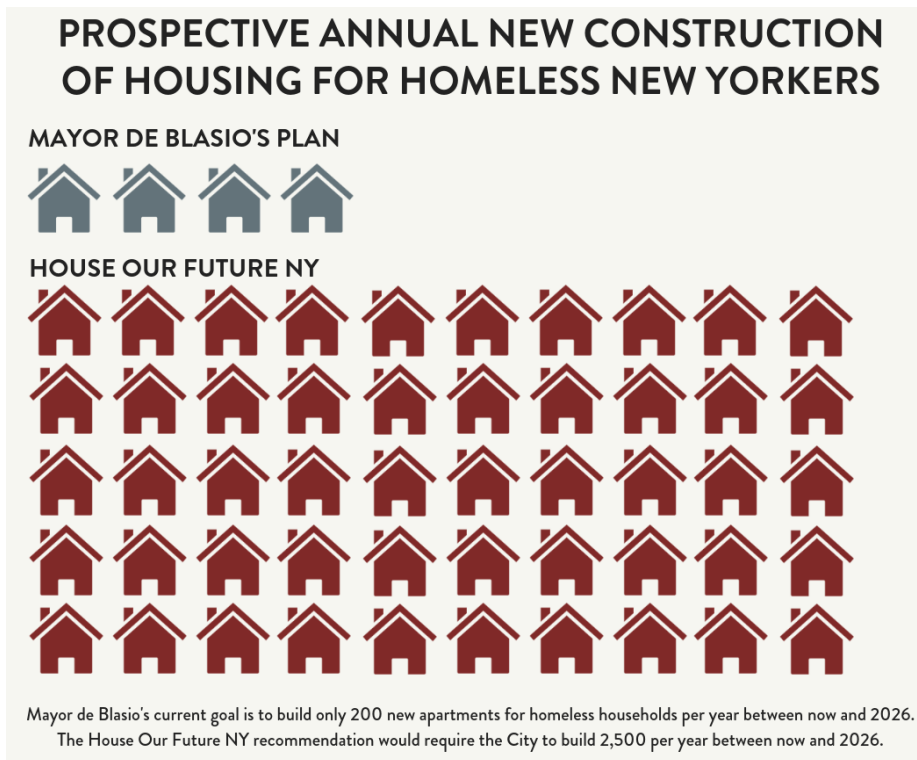 PROSPECTIVE ANNUAL NEW CONSTRUCTION
OF HOUSING FOR HOMELESS NEW YORKERS
MAYOR DE BLASIO'S PLAN
HOUSE OUR FUTURE NY
Mayor de Blasio's current goal is to build only 200 new apartments for homeless households per year between now and 2026.
The House Our Future NY recommendation would require the City to build 2,500 per year between now and 2026.